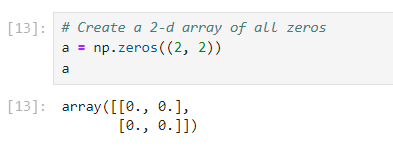 [13]: # Create a 2-d array of all zeros
a = np.zeros((2, 2))
a
[13]: array([[0., 0.],
[0., 0.]])